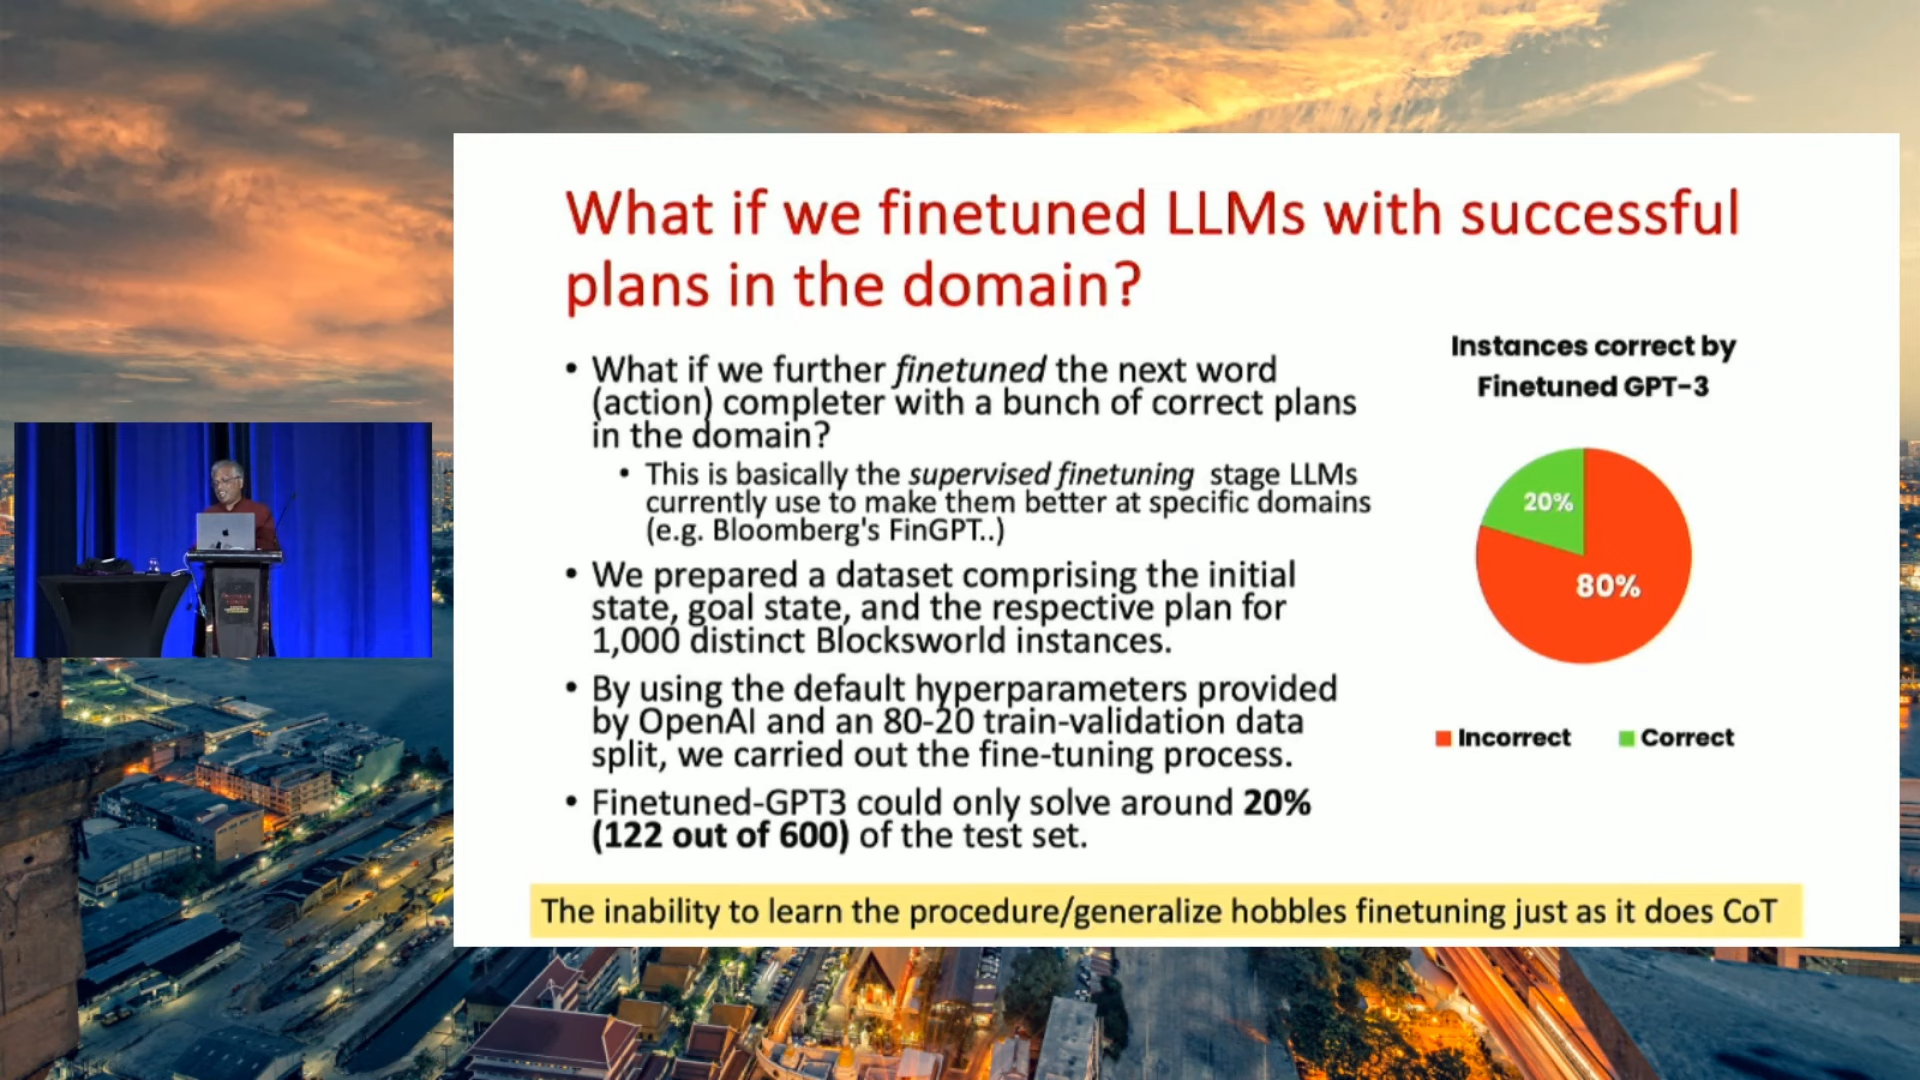 What if we finetuned LLMs with successful
plans in the domain?
• What if we further finetuned the next word
(action) completer with a bunch of correct plans
in the domain?
• This is basically the supervised finetuning stage LLMs
currently use to make them better at specific domains
(e.g. Bloomberg's FinGPT..)
• We prepared a dataset comprising the initial
state, goal state, and the respective plan for
1,000 distinct Blocksworld instances.
• By using the default hyperparameters provided
by OpenAI and an 80-20 train-validation data
split, we carried out the fine-tuning process.
• Finetuned-GPT3 could only solve around 20%
(122 out of 600) of the test set.
Instances correct by
Finetuned GPT-3
20%
80%
Incorrect
Correct
The inability to learn the procedure/generalize hobbles finetuning just as it does CoT